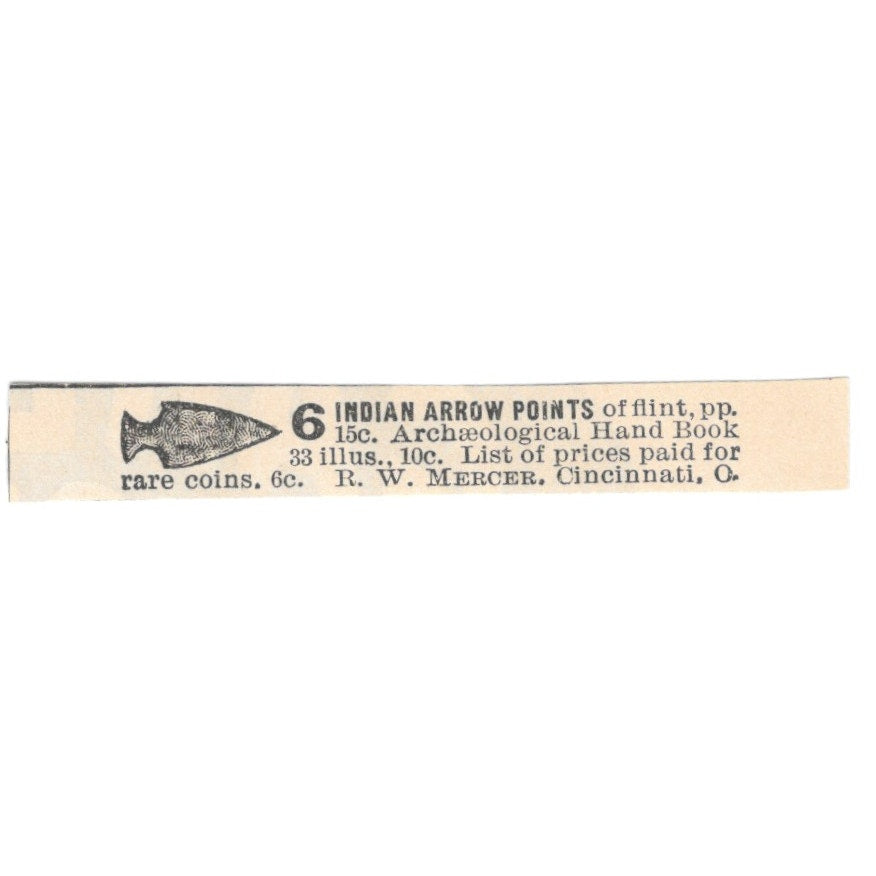 6 INDIAN ARROW POINTS of flint, pp.
15c. Archæological Hand Book
33 illus., 10c. List of prices paid for
rare coins. 6c. R. W. MERCER. Cincinnati, O.